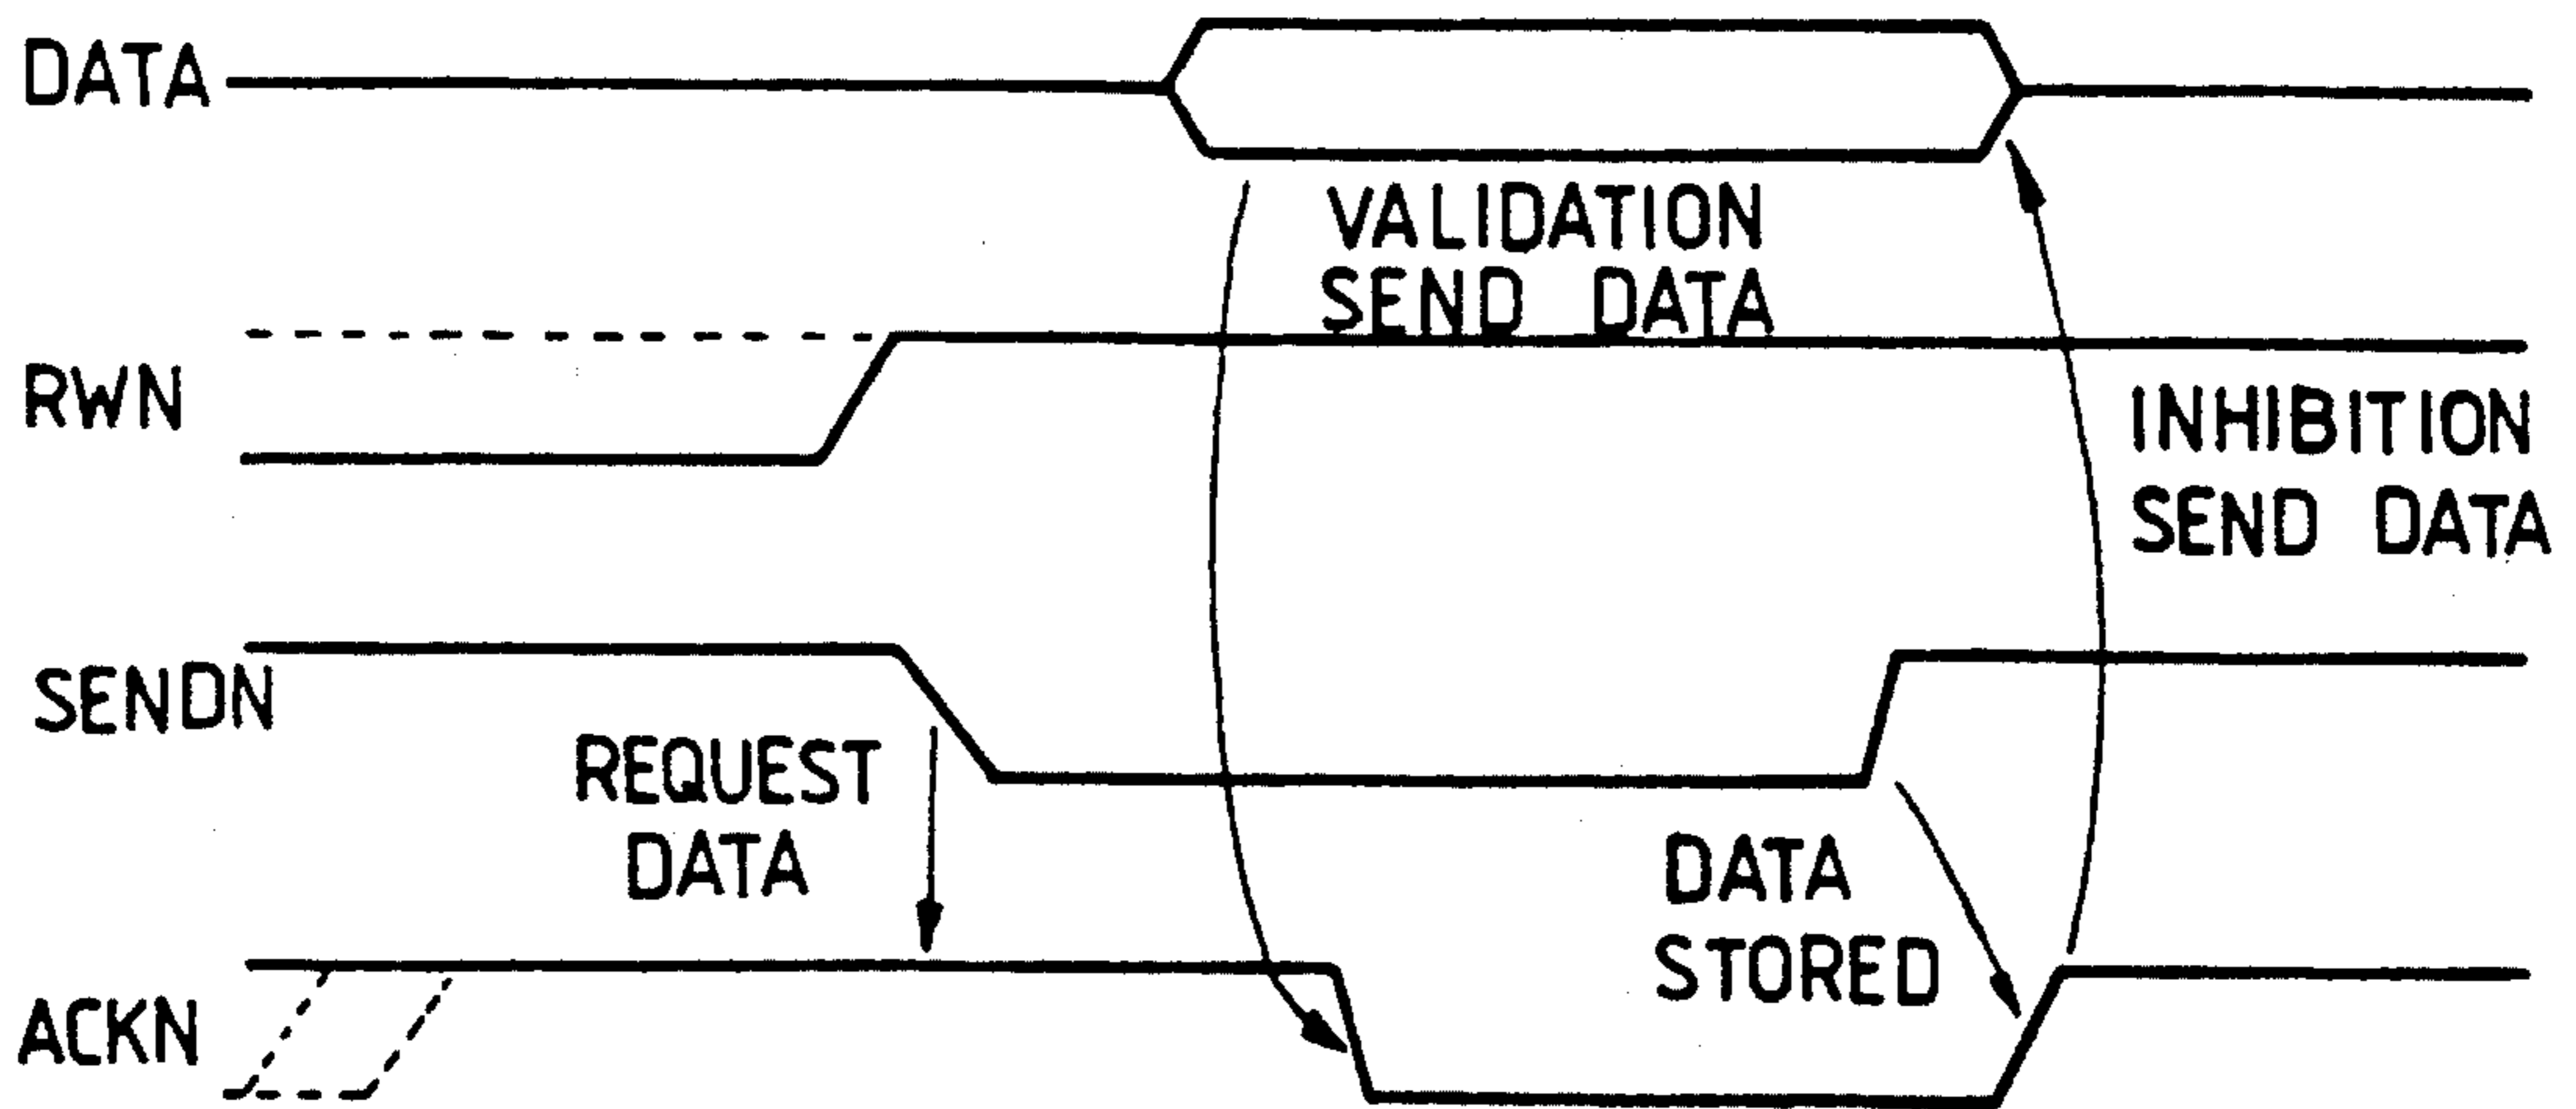 DATA
VALIDATION
SEND DATA
RWN
INHIBITION
SEND DATA
SENDN
REQUEST
DATA
DATA
STORED
ACKN